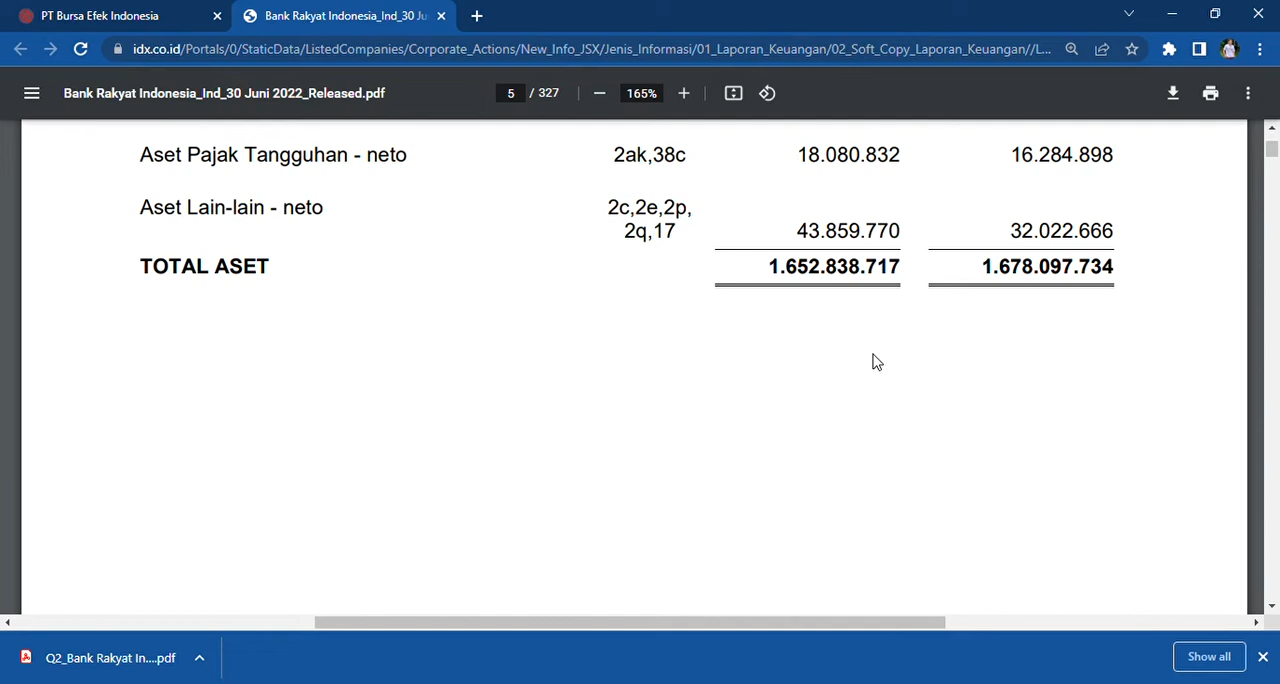 PT Bursa Efek Indonesia
Bank Rakyat Indonesia_Ind_30 Ju
idx.co.id/Portals/0/StaticData/ListedCompanies/Corporate_Actions/New_Info_JSX/Jenis_Informasi/01_Laporan_Keuangan/02_Soft_Copy_Laporan_Keuangan//L...
Bank Rakyat Indonesia_Ind_30 Juni 2022_Released.pdf 5 / 327 165%
Aset Pajak Tangguhan - neto 2ak,38c 18.080.832 16.284.898
Aset Lain-lain - neto 2c,2e,2p,
2q,17 43.859.770 32.022.666
TOTAL ASET 1.652.838.717 1.678.097.734
Q2_Bank Rakyat In....pdf Show all